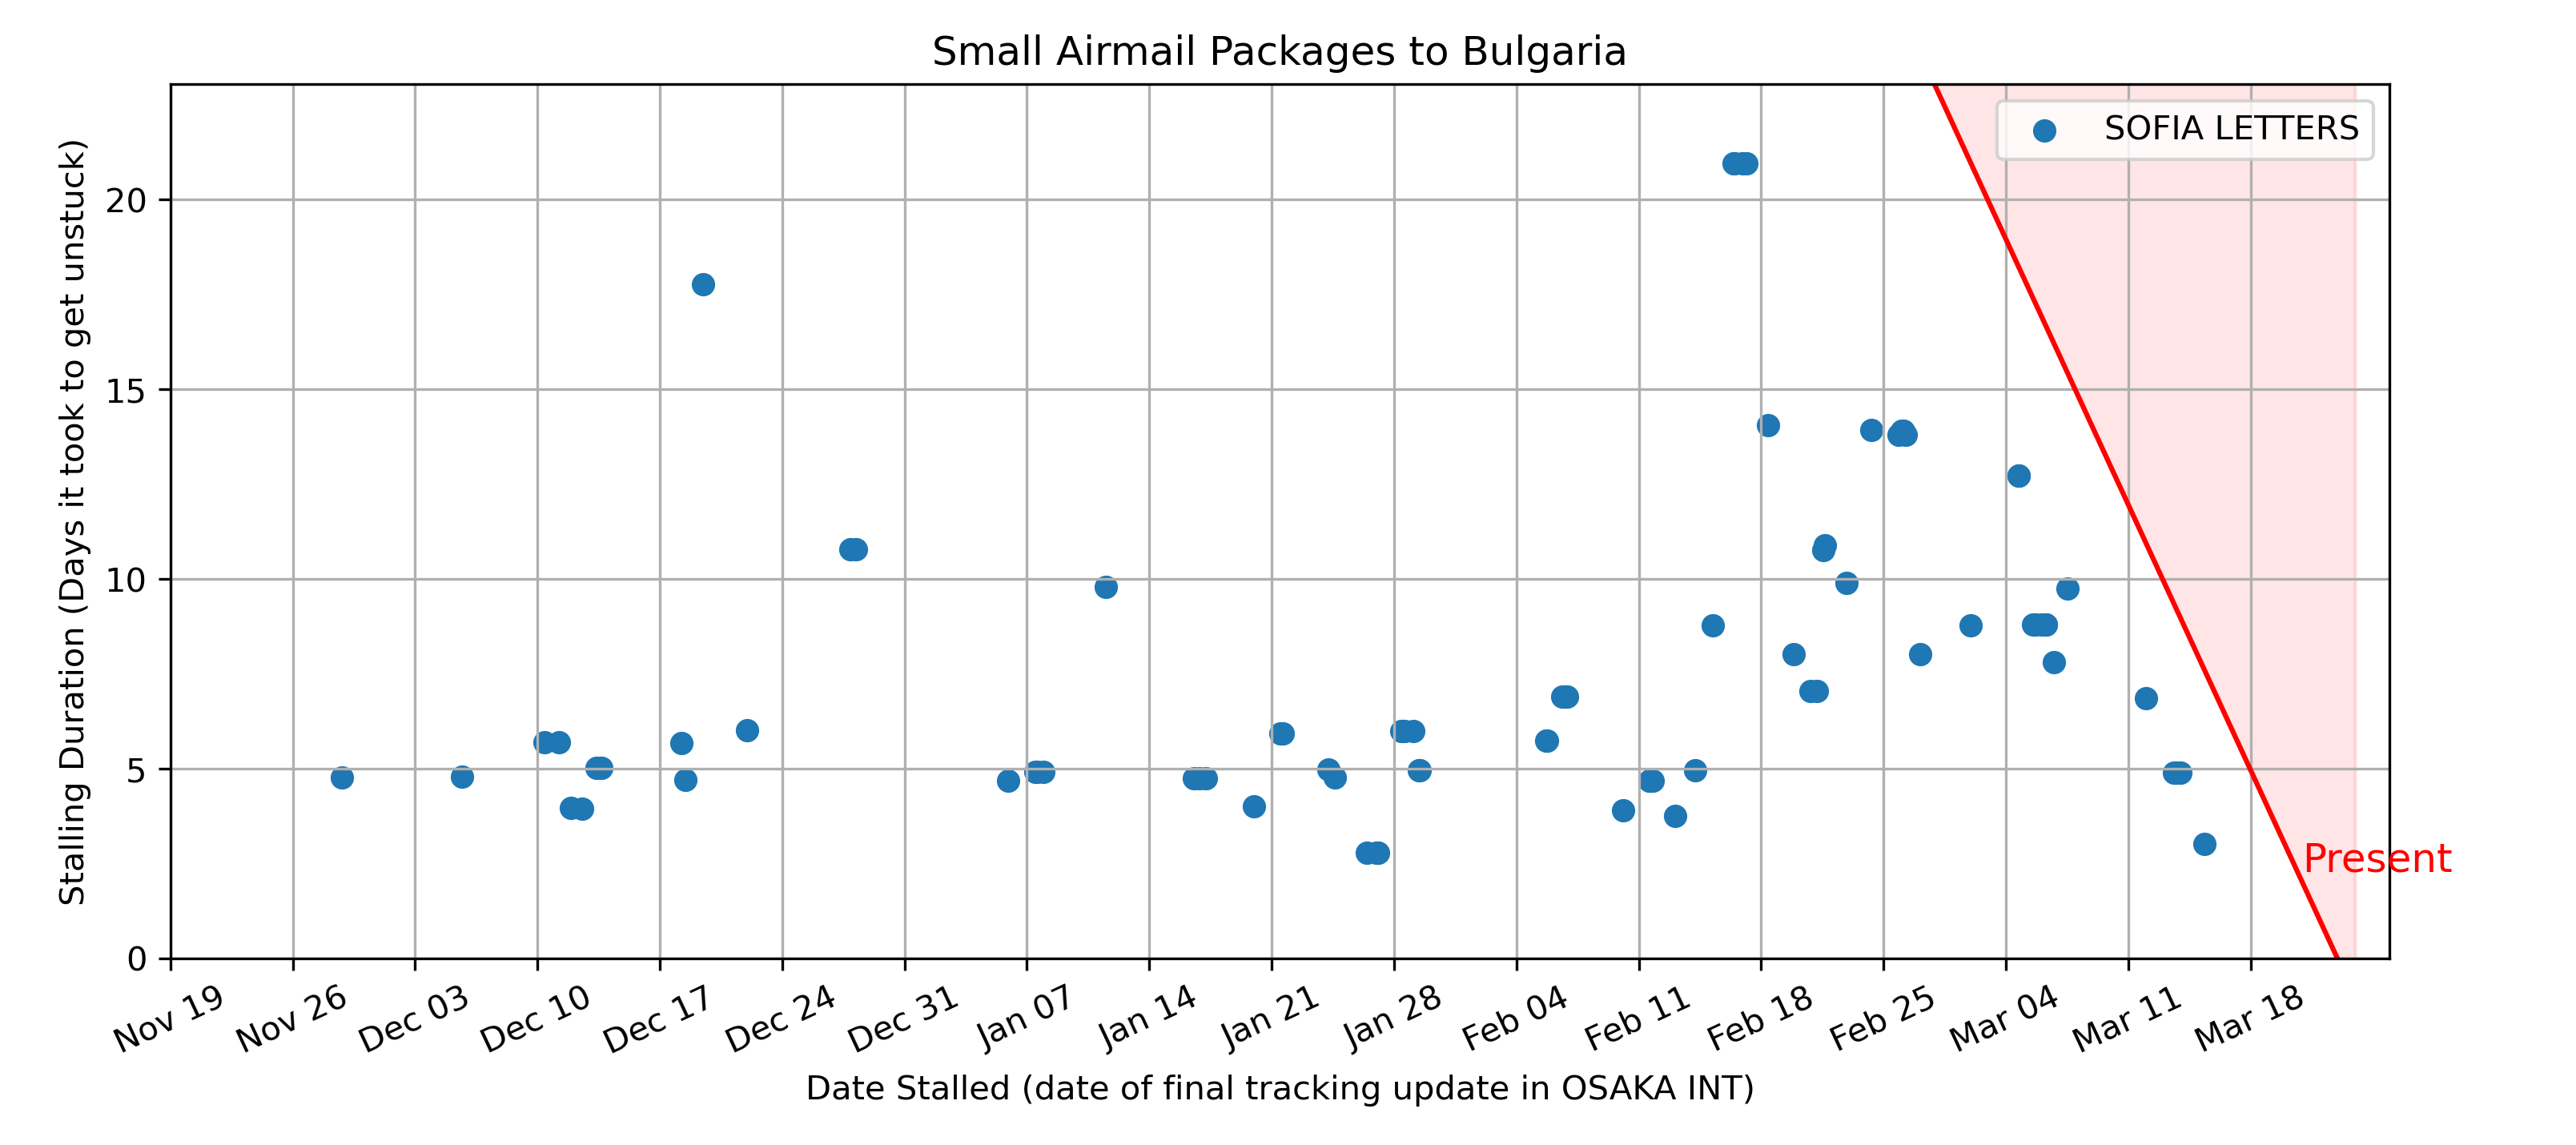 Small Airmail Packages to Bulgaria
SOFIA LETTERS
Stalling Duration (Days it took to get unstuck)
20
15
10
5
0
Present
Nov 19
Nov 26
Dec 03
Dec 10
Dec 17
Dec 24
Dec 31
Jan 07
Jan 14
Jan 21
Jan 28
Feb 04
Feb 11
Feb 18
Feb 25
Mar 04
Mar 11
Mar 18
Date Stalled (date of final tracking update in OSAKA INT)